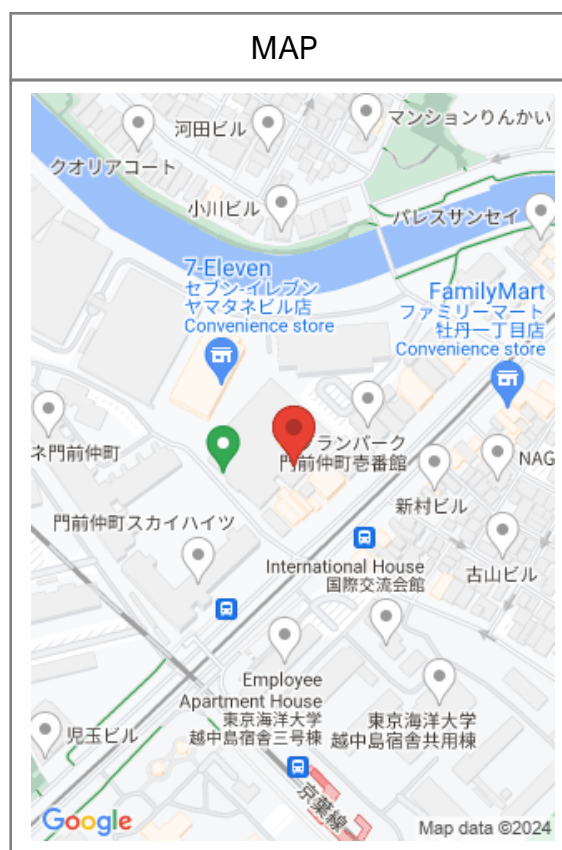 MAP
マンションりんかい
河田ビル
クオリアコート
小川ビル
パレスサンセイ
7-Eleven
セブン-イレブン
ヤマタネビル店
Convenience store
FamilyMart
ファミリーマート
牡丹一丁目店
Convenience store
グランパーク
門前仲町壱番館
ネ門前仲町
NAG
新村ビル
門前仲町スカイハイツ
International House
国際交流会館
古山ビル
Employee
Apartment House
東京海洋大学
越中島宿舎三号棟
東京海洋大学
越中島宿舎共用棟
児玉ビル
京葉線
Google
Map data ©2024